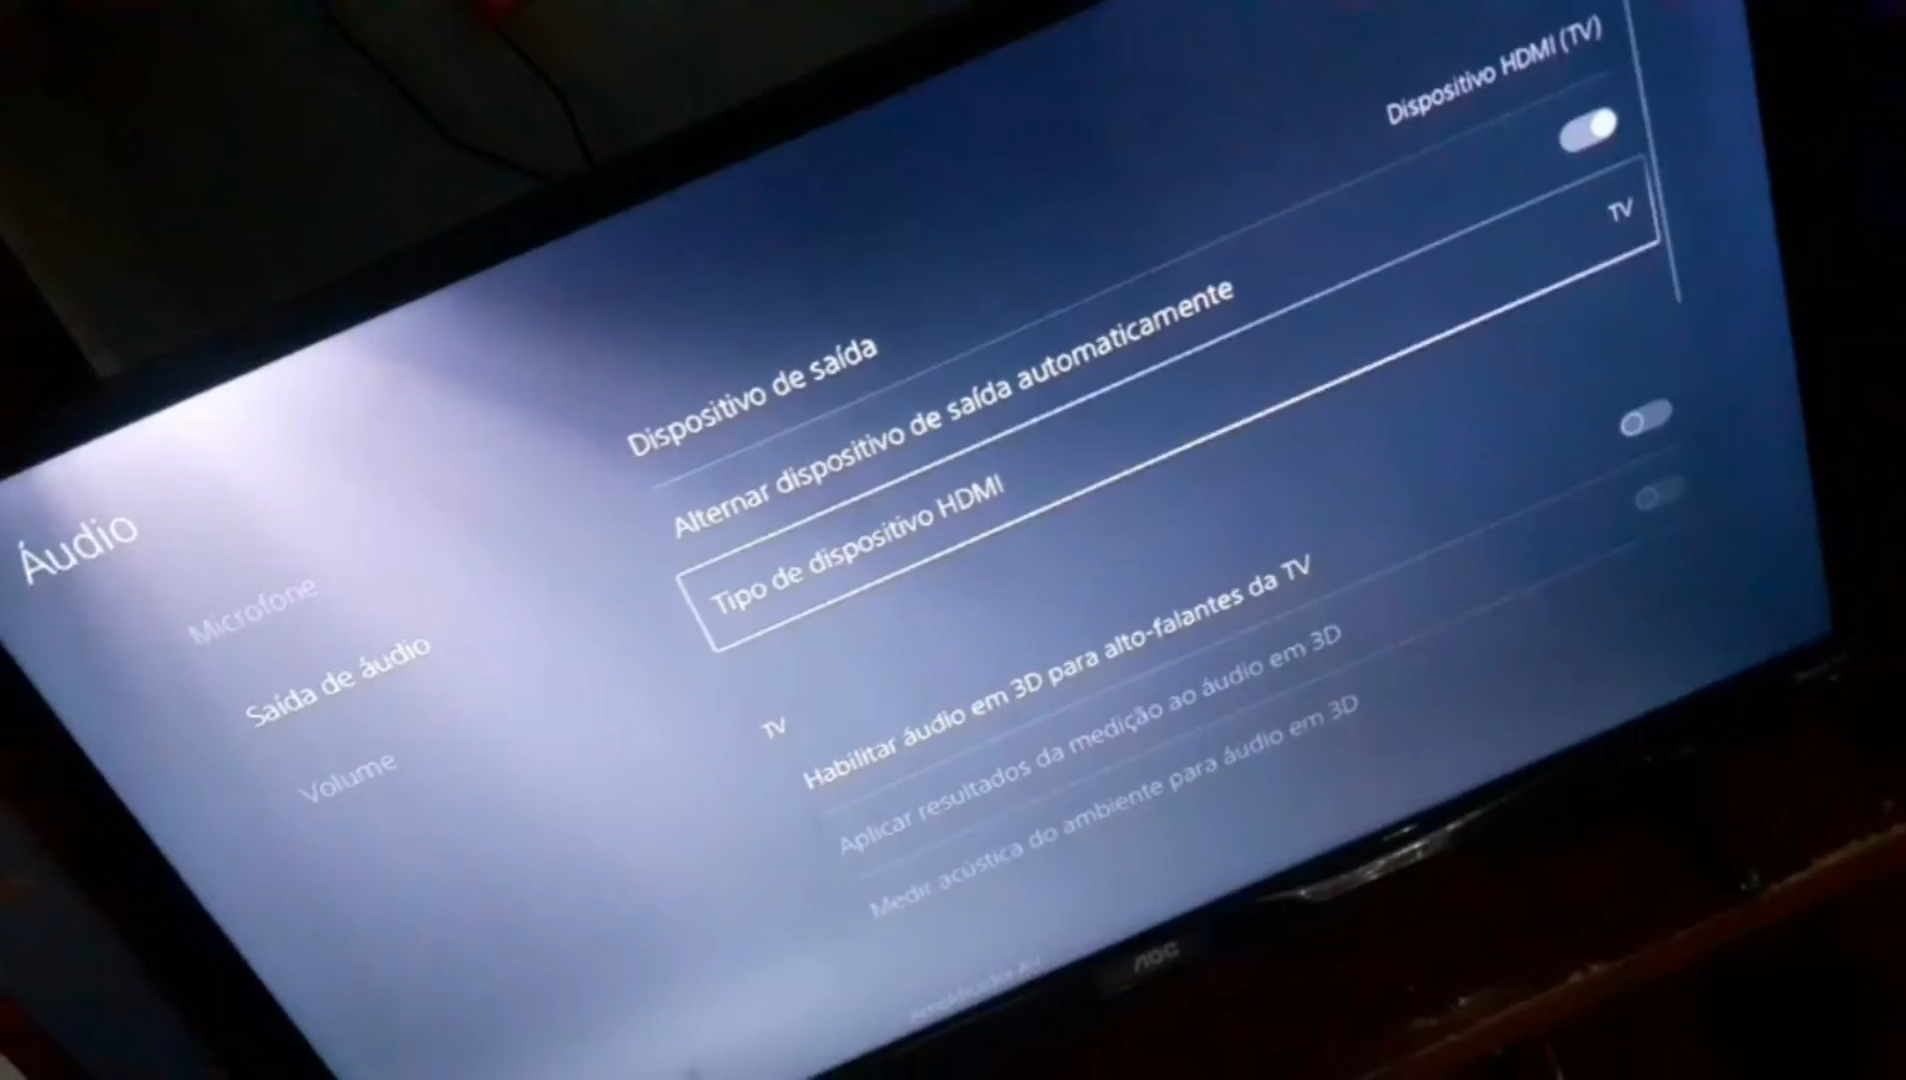 Áudio
Microfone
Saída de áudio
Volume
Dispositivo de saída
Dispositivo HDMI (TV)
Alternar dispositivo de saída automaticamente
Tipo de dispositivo HDMI
TV
TV
Habilitar áudio em 3D para alto-falantes da TV
Aplicar resultados da medição ao áudio em 3D
Medir acústica do ambiente para áudio em 3D
Amplificador AV
AOC